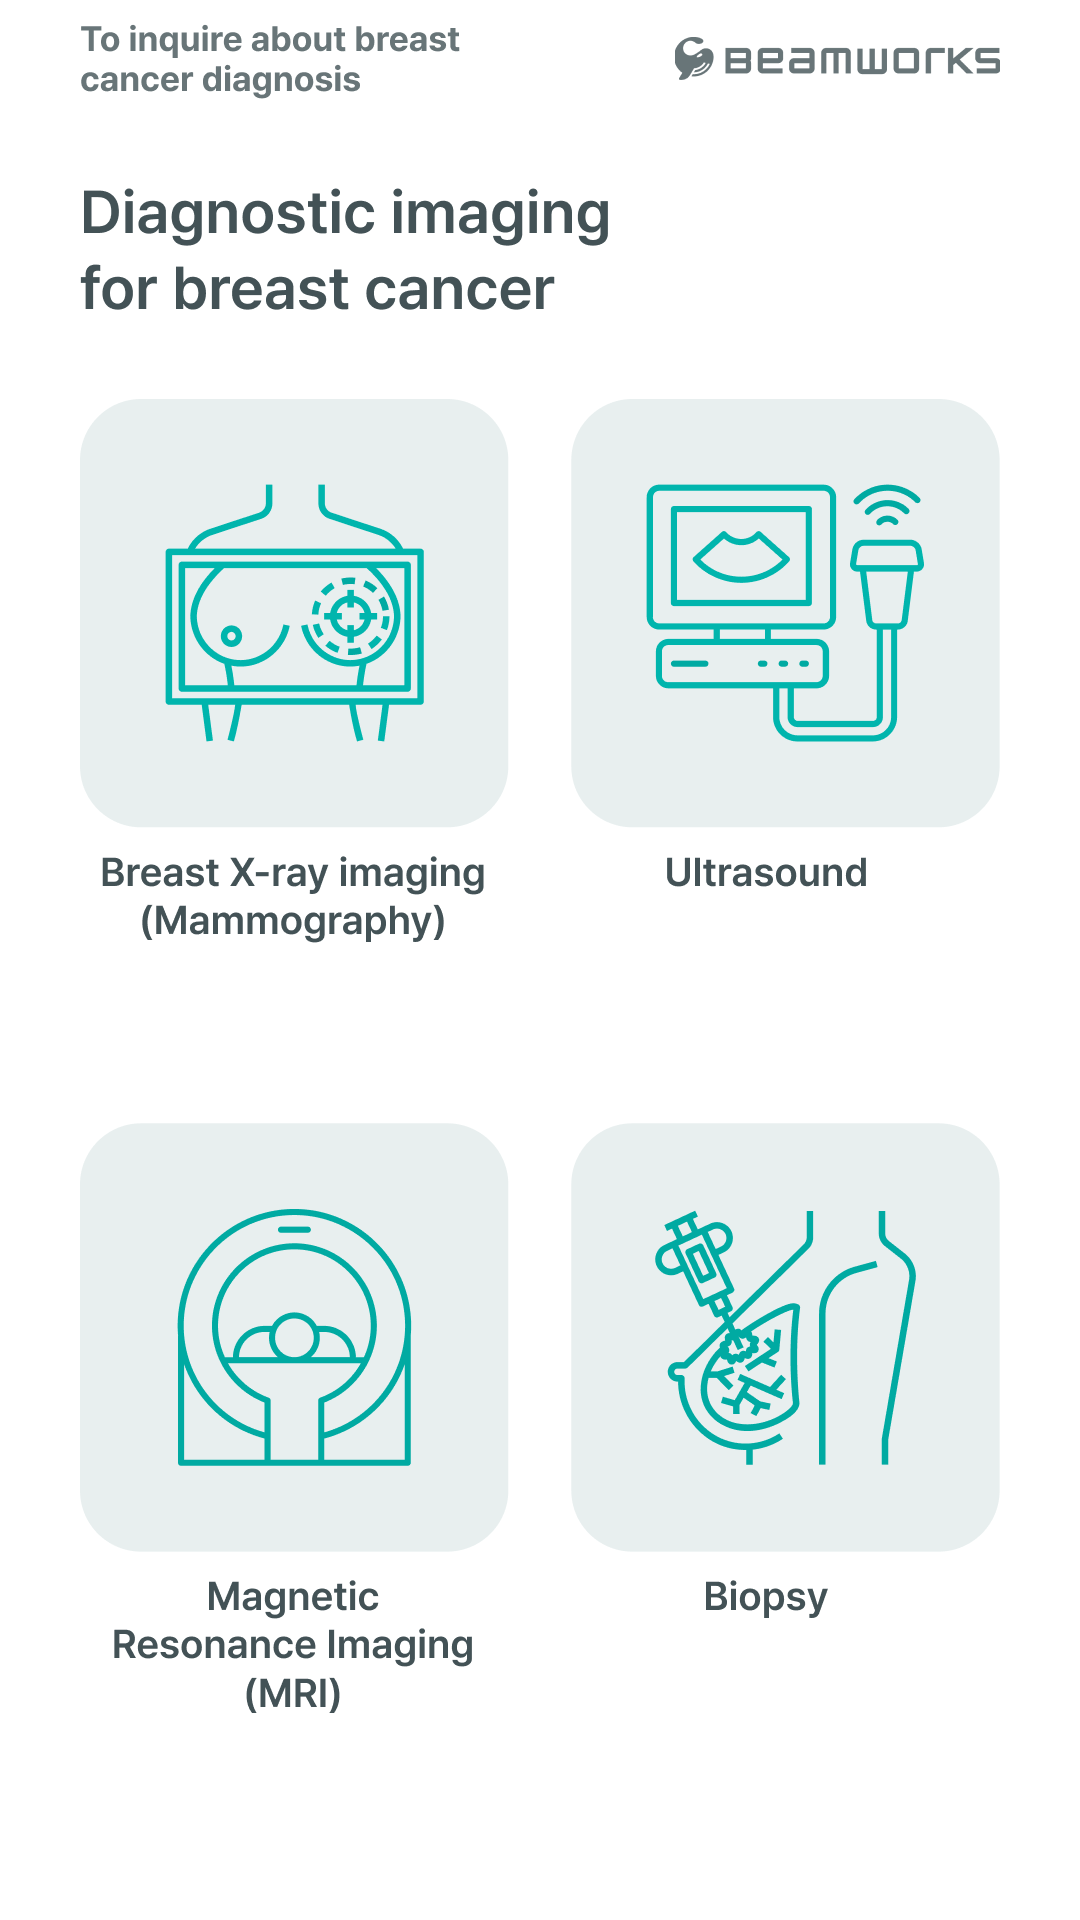 To inquire about breast
cancer diagnosis
BEAMWORKS
Diagnostic imaging
for breast cancer
Breast X-ray imaging
(Mammography)
Ultrasound
Magnetic
Resonance Imaging
(MRI)
Biopsy